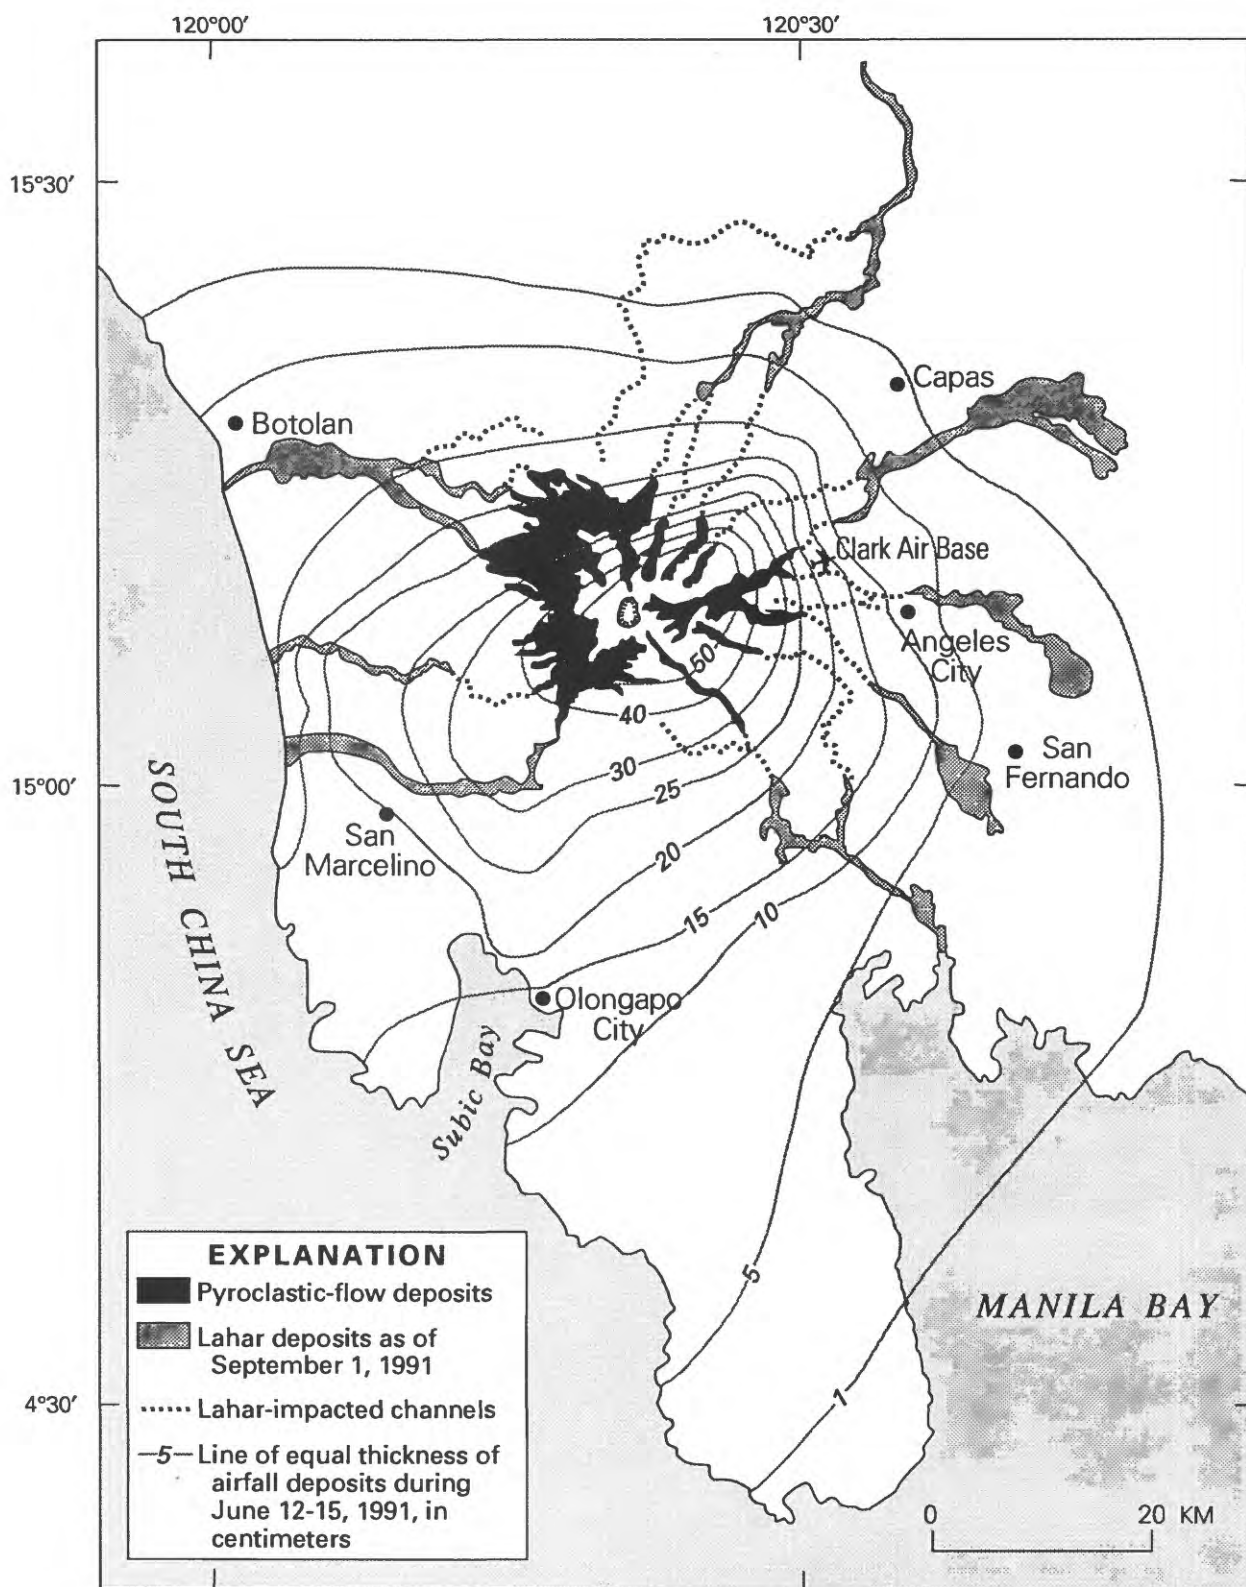 120°00′
120°30′
15°30′
Capas
Botolan
Clark Air Base
Angeles
City
50
40
30
25
20
15
10
San
Fernando
15°00′
San
Marcelino
SOUTH CHINA SEA
Olongapo
City
Subic Bay
5
1
MANILA BAY
4°30′
EXPLANATION
Pyroclastic-flow deposits
Lahar deposits as of
September 1, 1991
Lahar-impacted channels
—5— Line of equal thickness of
airfall deposits during
June 12-15, 1991, in
centimeters
0 20 KM